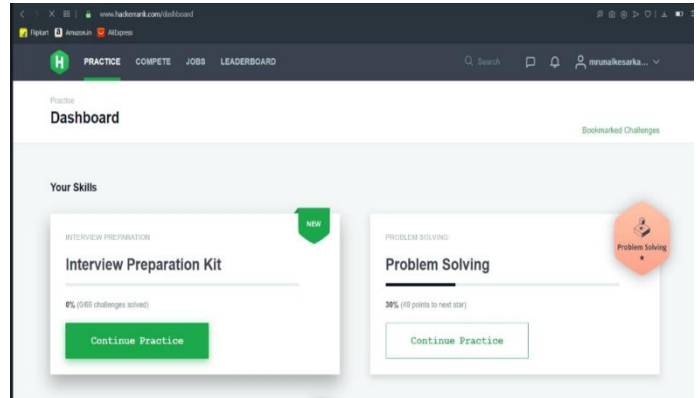 www.hackerrank.com/dashboard
Flipkart Amazon.in AliExpress
H PRACTICE COMPETE JOBS LEADERBOARD Search mrunalkesarka...
Practice
Dashboard
Bookmarked Challenges
Your Skills
NEW
INTERVIEW PREPARATION
Interview Preparation Kit
0% (0/69 challenges solved)
Continue Practice
PROBLEM SOLVING
Problem Solving
Problem Solving
30% (49 points to next star)
Continue Practice